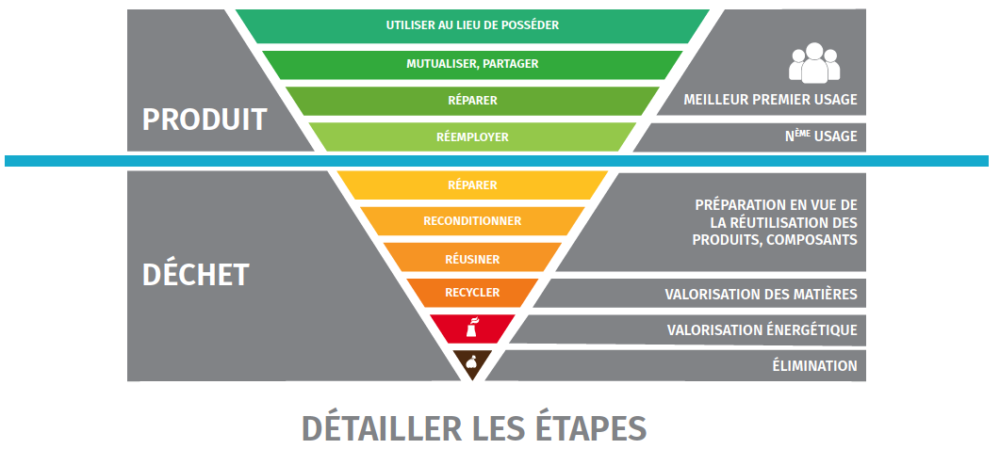 UTILISER AU LIEU DE POSSÉDER
MUTUALISER, PARTAGER
RÉPARER
MEILLEUR PREMIER USAGE
PRODUIT
RÉEMPLOYER
NÈME USAGE
RÉPARER
RECONDITIONNER
PRÉPARATION EN VUE DE
LA RÉUTILISATION DES
PRODUITS, COMPOSANTS
RÉUSINER
DÉCHET
RECYCLER
VALORISATION DES MATIÈRES
VALORISATION ÉNERGÉTIQUE
ÉLIMINATION
DÉTAILLER LES ÉTAPES